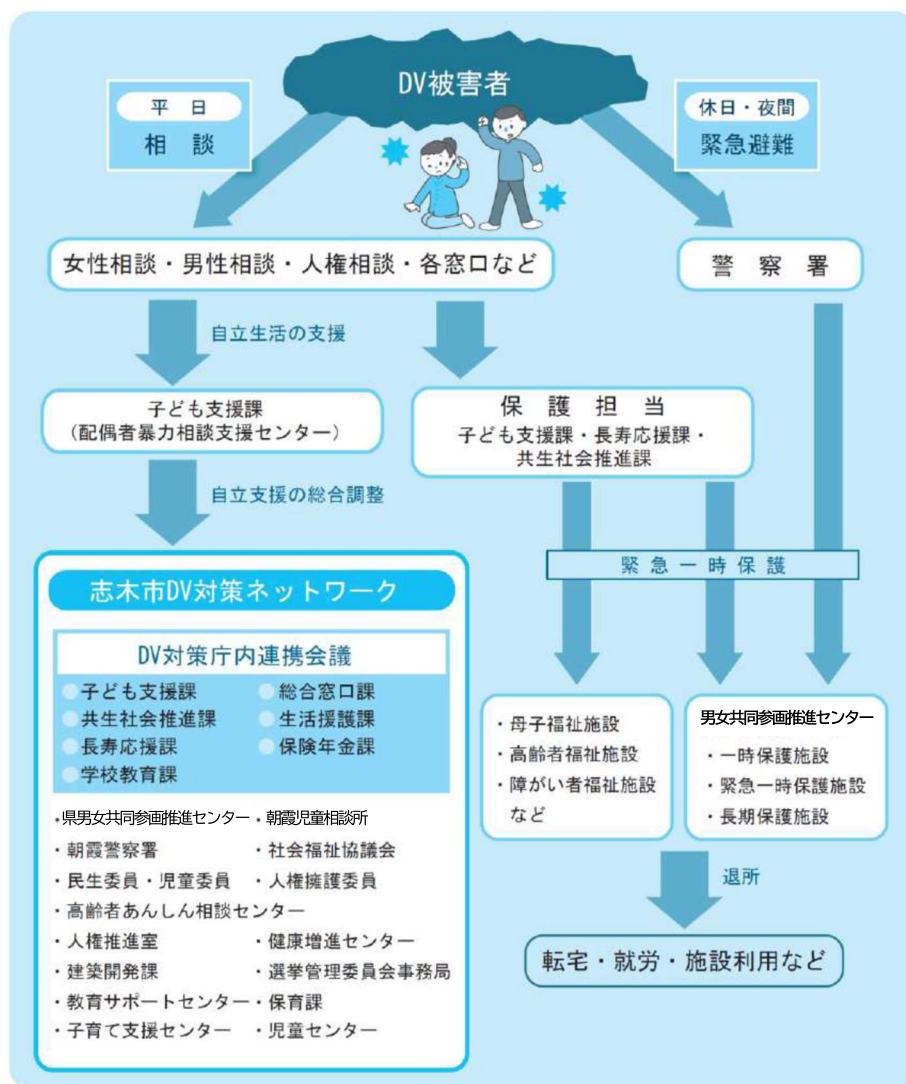 DV被害者
平 日
相 談
休日・夜間
緊急避難
女性相談・男性相談・人権相談・各窓口など
警 察 署
自立生活の支援
子ども支援課
(配偶者暴力相談支援センター)
保 護 担 当
子ども支援課・長寿応援課・
共生社会推進課
自立支援の総合調整
緊 急 一 時 保 護
志木市DV対策ネットワーク
DV対策庁内連携会議
子ども支援課
総合窓口課
共生社会推進課
生活援護課
長寿応援課
保険年金課
学校教育課
・県男女共同参画推進センター
・朝霞児童相談所
・朝霞警察署
・社会福祉協議会
・民生委員・児童委員
・人権擁護委員
・高齢者あんしん相談センター
・人権推進室
・健康増進センター
・建築開発課
・選挙管理委員会事務局
・教育サポートセンター
・保育課
・子育て支援センター
・児童センター
・母子福祉施設
・高齢者福祉施設
・障がい者福祉施設
など
男女共同参画推進センター
・一時保護施設
・緊急一時保護施設
・長期保護施設
退所
転宅・就労・施設利用など